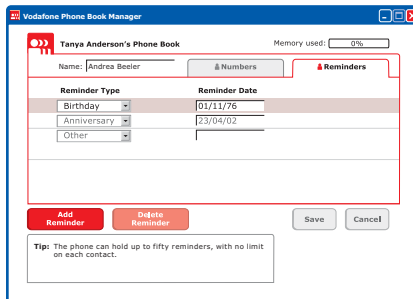 Vodafone Phone Book Manager
Tanya Anderson's Phone Book
Memory used: 0%
Name: Andrea Beeler
Numbers
Reminders
Reminder Type Reminder Date
Birthday 01/11/76
Anniversary 23/04/02
Other
Add Reminder
Delete Reminder
Save
Cancel
Tip: The phone can hold up to fifty reminders, with no limit
on each contact.